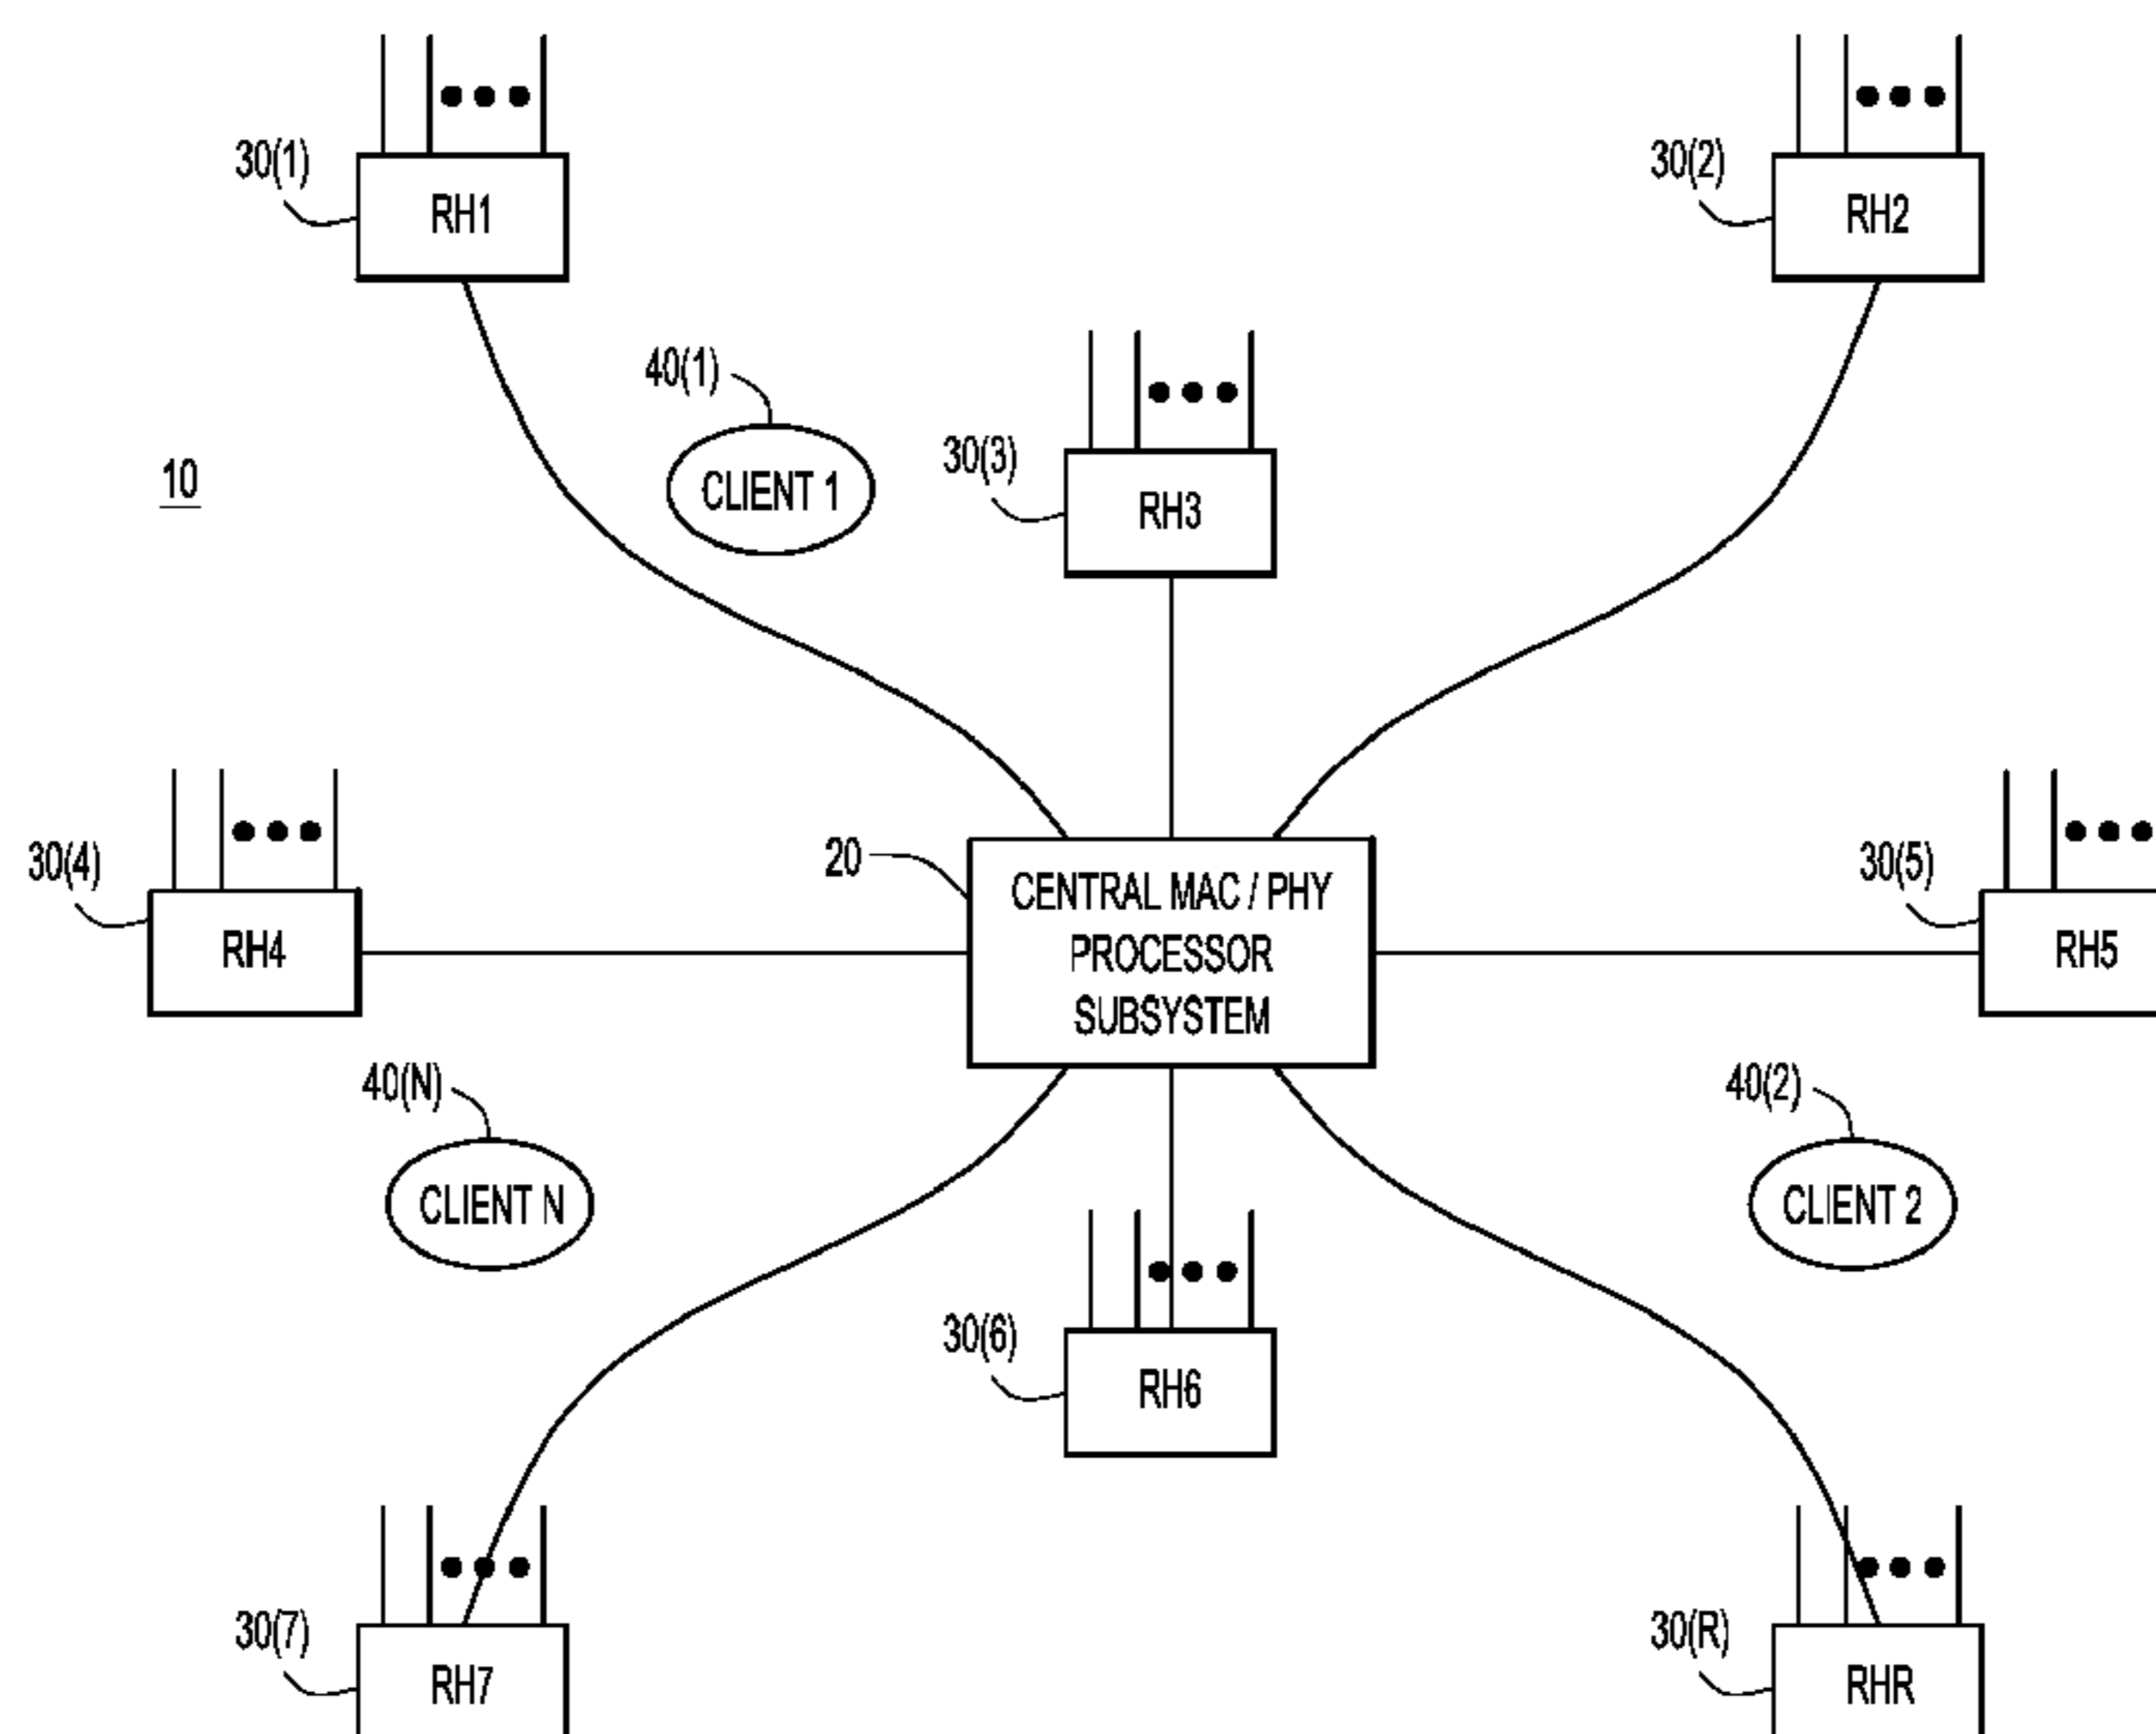 30(1)
RH1
30(2)
RH2
40(1)
CLIENT 1
30(3)
RH3
10
30(4)
RH4
20
CENTRAL MAC / PHY
PROCESSOR
SUBSYSTEM
30(5)
RH5
40(N)
CLIENT N
40(2)
CLIENT 2
30(6)
RH6
30(7)
RH7
30(R)
RHR